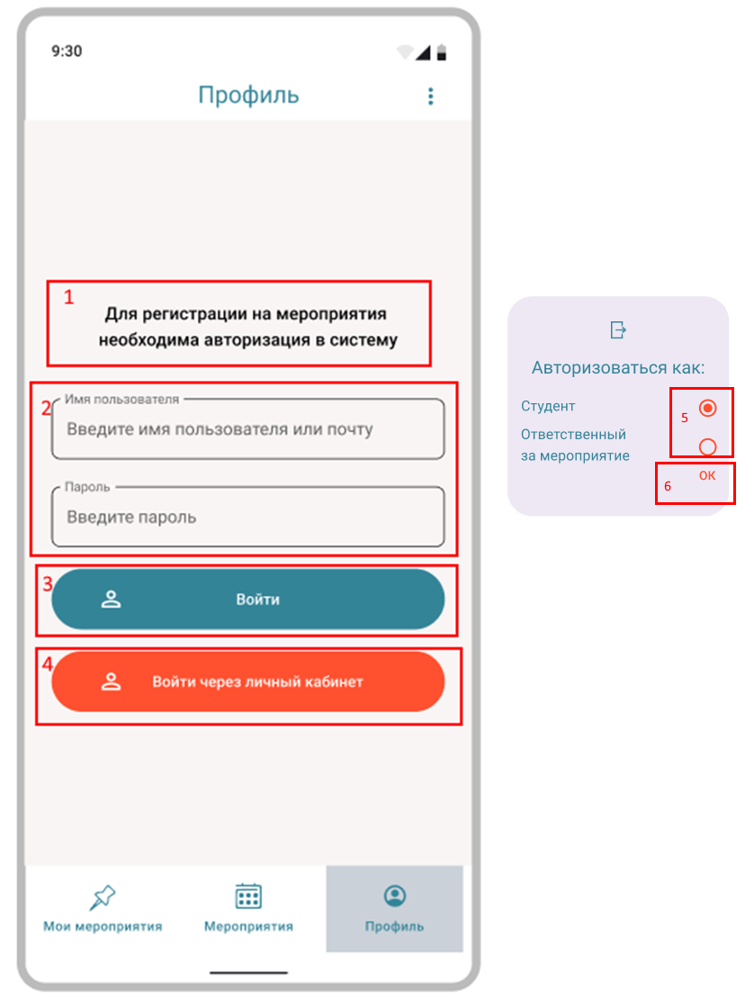 9:30
Профиль
1
Для регистрации на мероприятия
необходима авторизация в систему
2
Имя пользователя
Введите имя пользователя или почту
Пароль
Введите пароль
3
Войти
4
Войти через личный кабинет
Мои мероприятия
Мероприятия
Профиль
Авторизоваться как:
Студент
5
Ответственный
за мероприятие
6
ОК